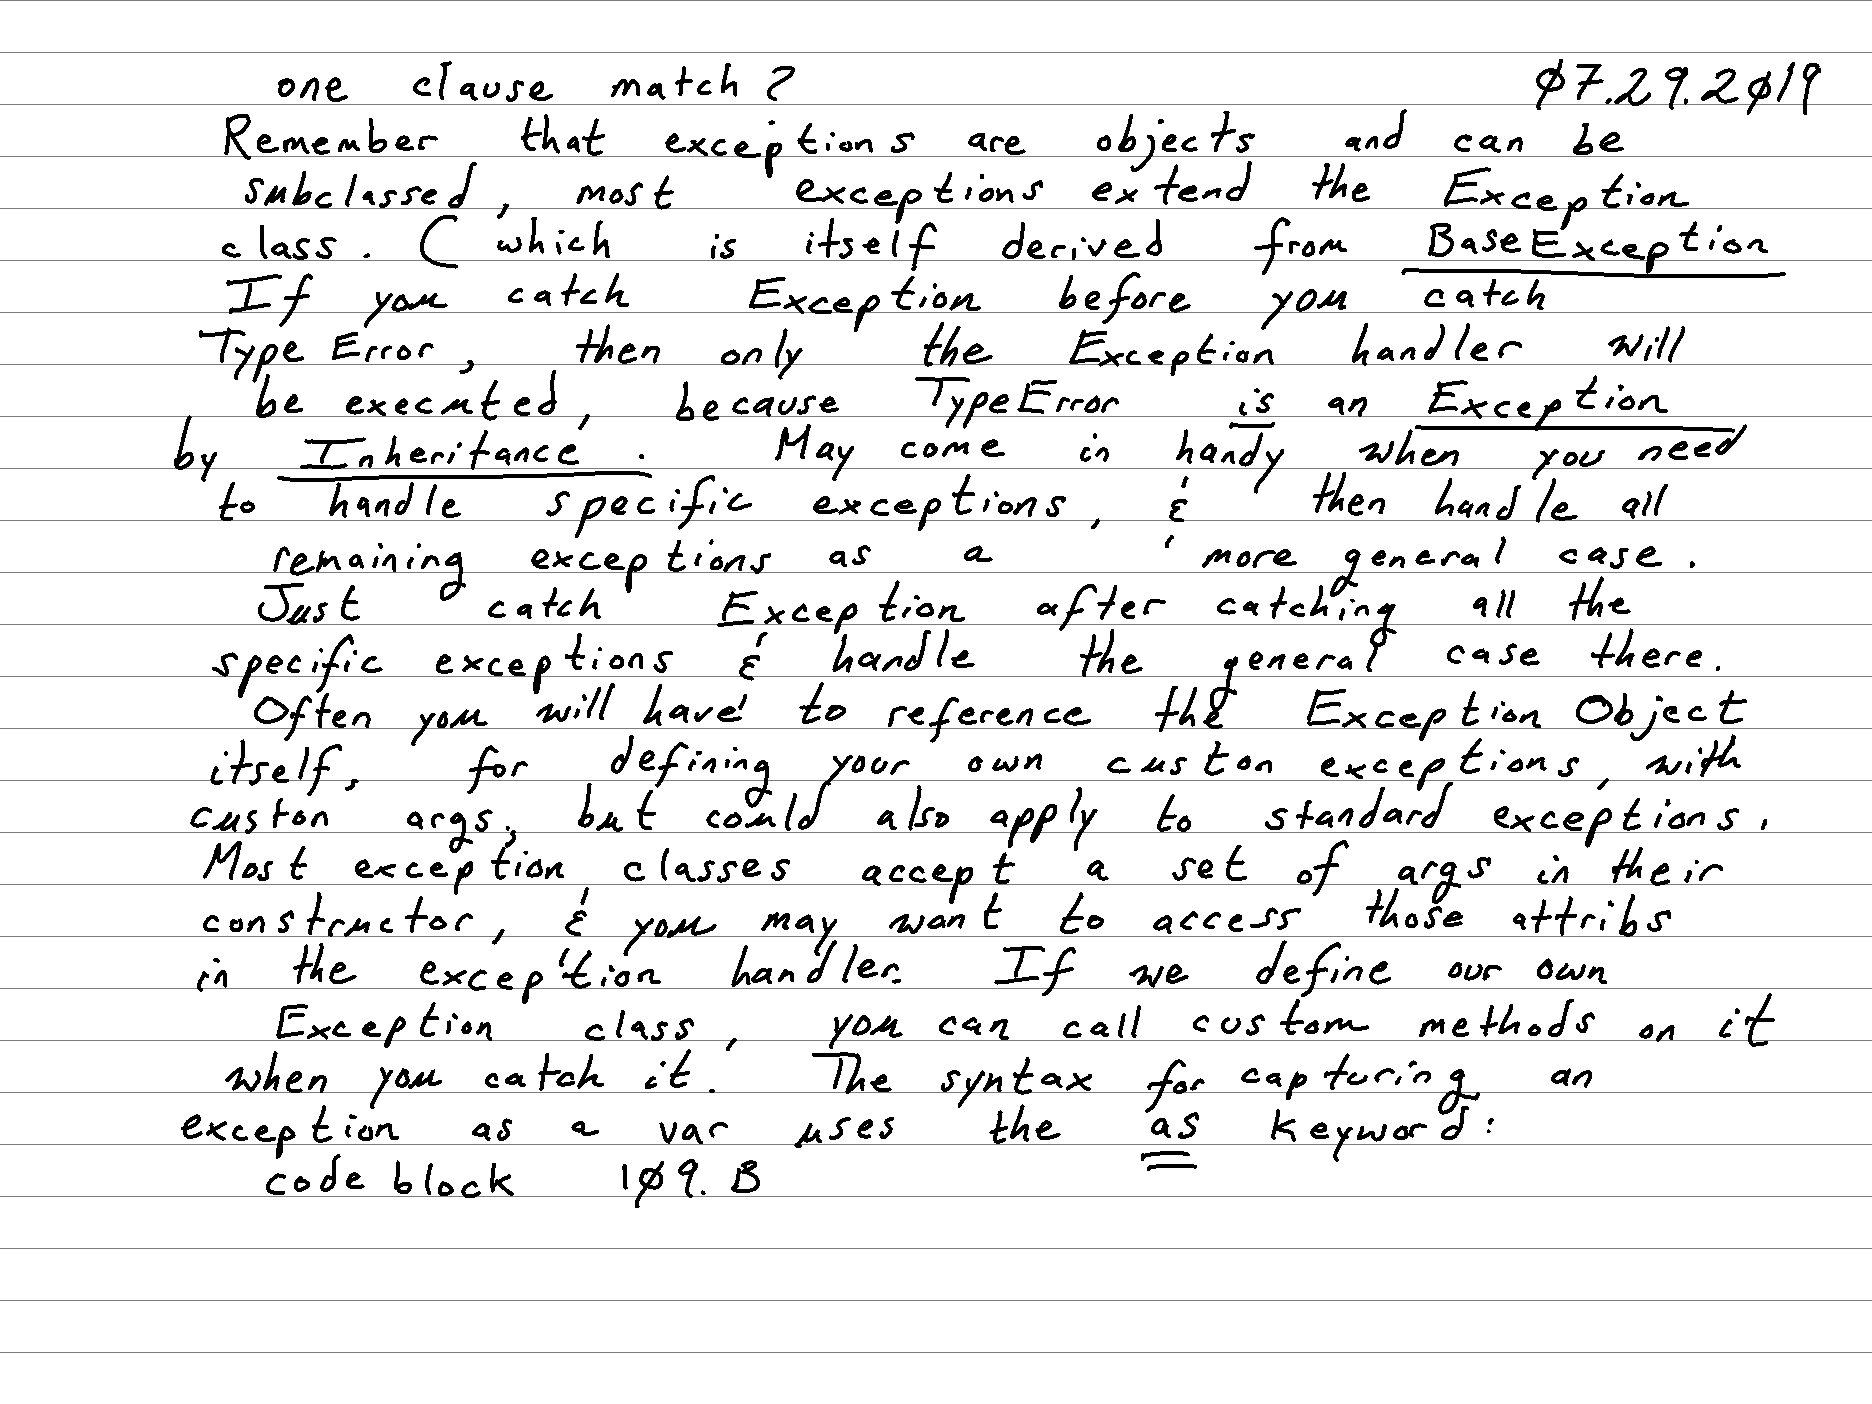 one clause match? 07.29.2019
Remember that exceptions are objects and can be
subclassed, most exceptions extend the Exception
class. (which is itself derived from BaseException
If you catch Exception before you catch
TypeError, then only the Exception handler will
be executed, because TypeError is an Exception
by Inheritance. May come in handy when you need
to handle specific exceptions, & then handle all
remaining exceptions as a more general case.
Just catch Exception after catching all the
specific exceptions & handle the general case there.
Often you will have to reference the Exception Object
itself, for defining your own custon exceptions, with
custon args, but could also apply to standard exceptions.
Most exception classes accept a set of args in their
constructor, & you may want to access those attribs
in the exception handler. If we define our own
Exception class, you can call custom methods on it
when you catch it. The syntax for capturing an
exception as a var uses the as keyword:
code block 109.B